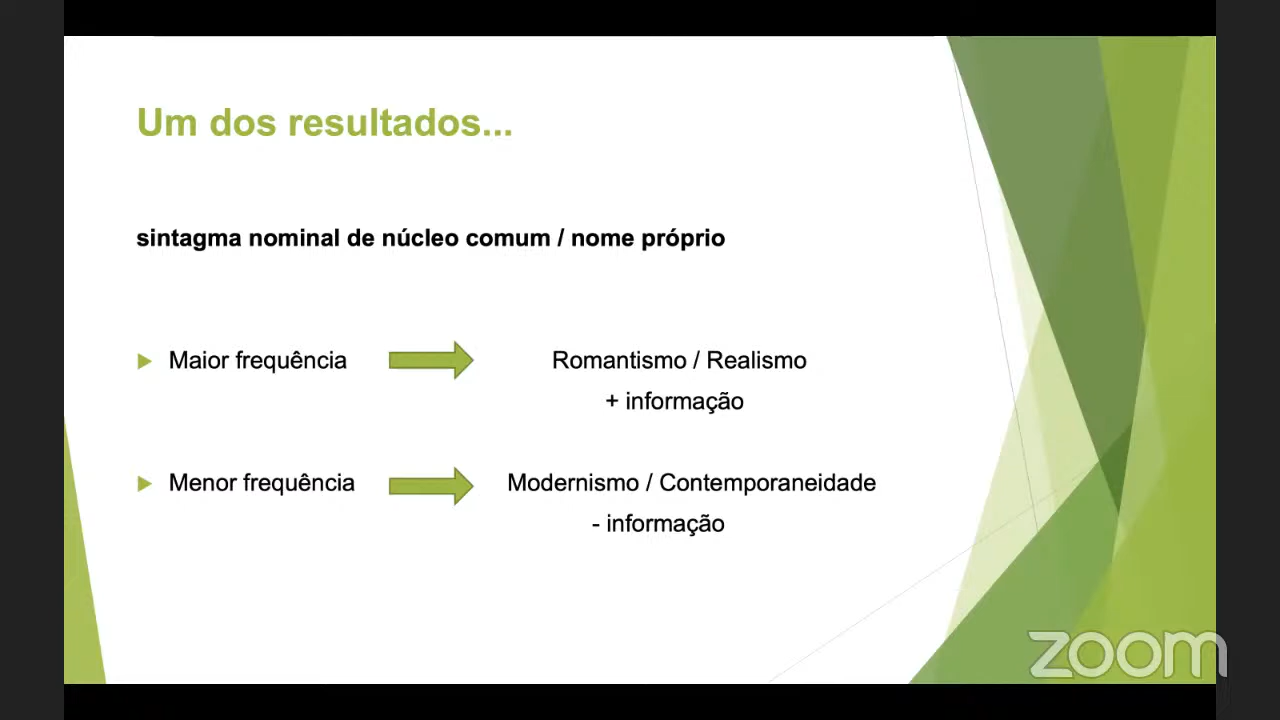 Um dos resultados...
sintagma nominal de núcleo comum / nome próprio
Maior frequência
Romantismo / Realismo
+ informação
Menor frequência
Modernismo / Contemporaneidade
- informação
zoom